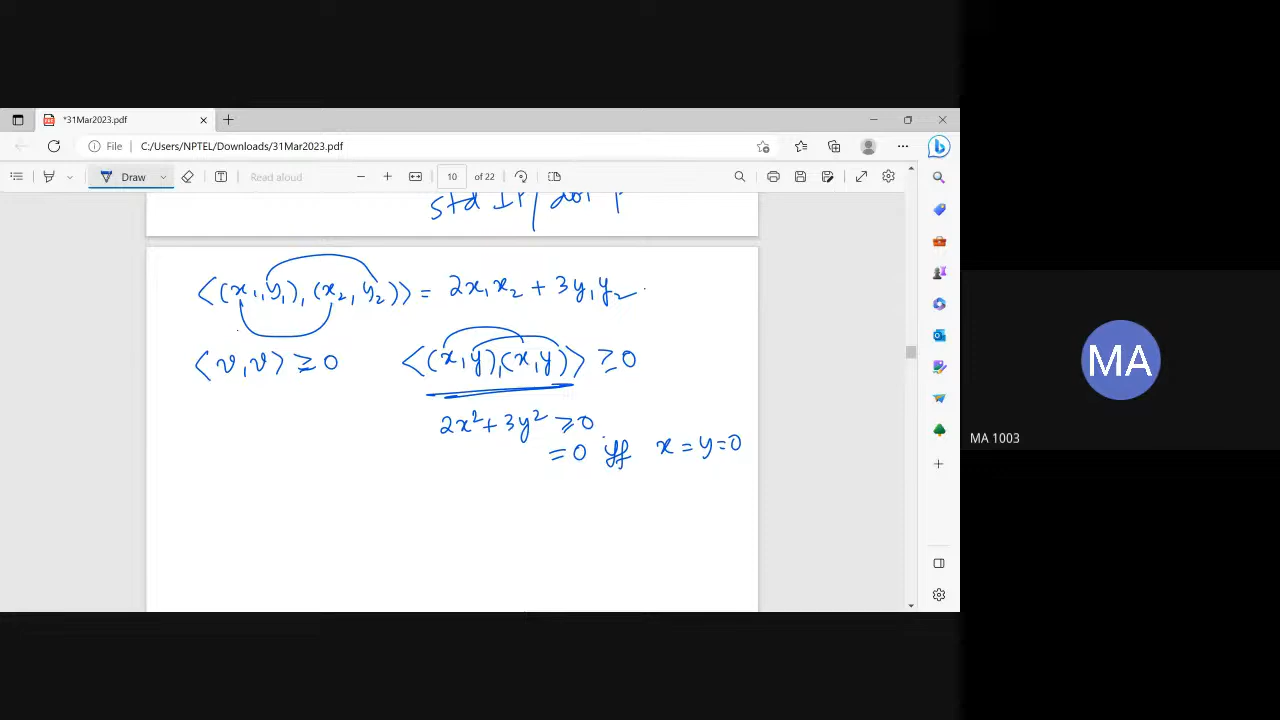 *31Mar2023.pdf
File C:/Users/NPTEL/Downloads/31Mar2023.pdf
Draw Read aloud 10 of 22
std IP/dot
⟨(x₁,y₁),(x₂,y₂)⟩ = 2x₁x₂ + 3y₁y₂
⟨v,v⟩ ≥ 0 ⟨(x,y),(x,y)⟩ ≥ 0
2x² + 3y² ≥ 0
= 0 iff x = y = 0
MA
MA 1003